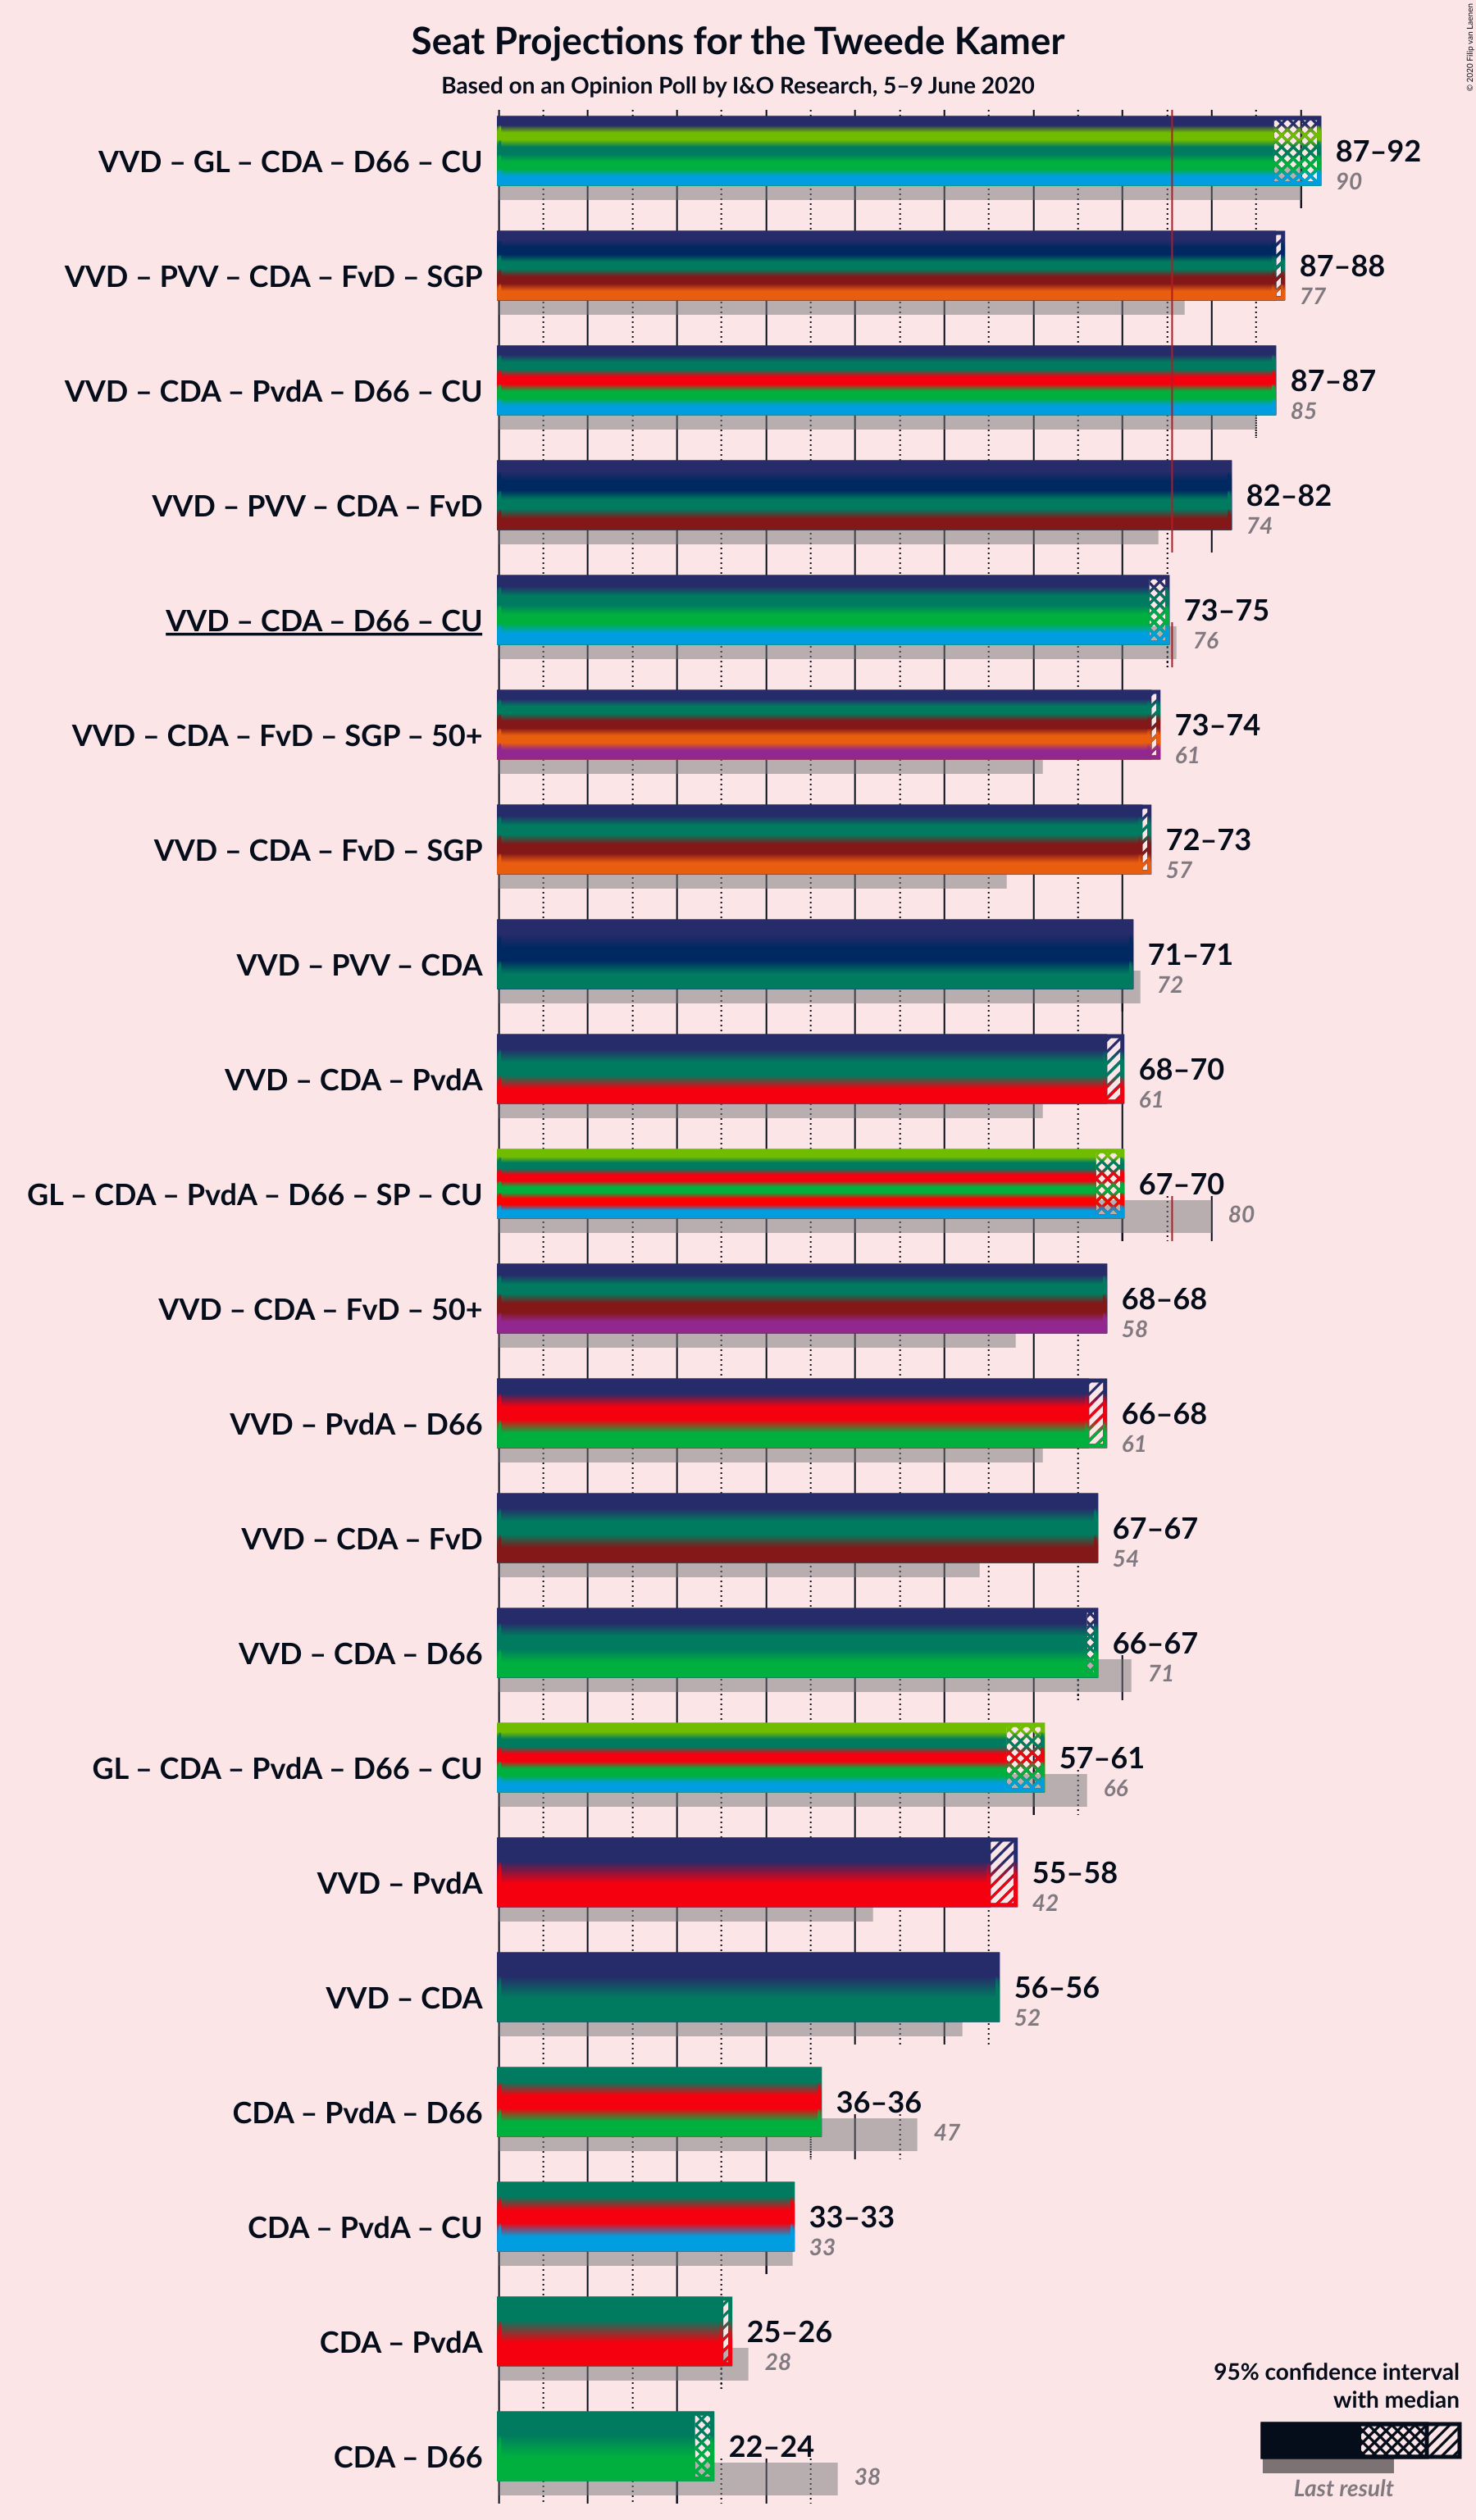 © 2020 Filip van Laenen
Seat Projections for the Tweede Kamer
Based on an Opinion Poll by I&O Research, 5–9 June 2020
VVD – GL – CDA – D66 – CU
87–92
90
VVD – PVV – CDA – FvD – SGP
87–88
77
VVD – CDA – PvdA – D66 – CU
87–87
85
VVD – PVV – CDA – FvD
82–82
74
VVD – CDA – D66 – CU
73–75
76
VVD – CDA – FvD – SGP – 50+
73–74
61
VVD – CDA – FvD – SGP
72–73
57
VVD – PVV – CDA
71–71
72
VVD – CDA – PvdA
68–70
61
GL – CDA – PvdA – D66 – SP – CU
67–70
80
VVD – CDA – FvD – 50+
68–68
58
VVD – PvdA – D66
66–68
61
VVD – CDA – FvD
67–67
54
VVD – CDA – D66
66–67
71
GL – CDA – PvdA – D66 – CU
57–61
66
VVD – PvdA
55–58
42
VVD – CDA
56–56
52
CDA – PvdA – D66
36–36
47
CDA – PvdA – CU
33–33
33
CDA – PvdA
25–26
28
CDA – D66
22–24
38
95% confidence interval
with median
Last result